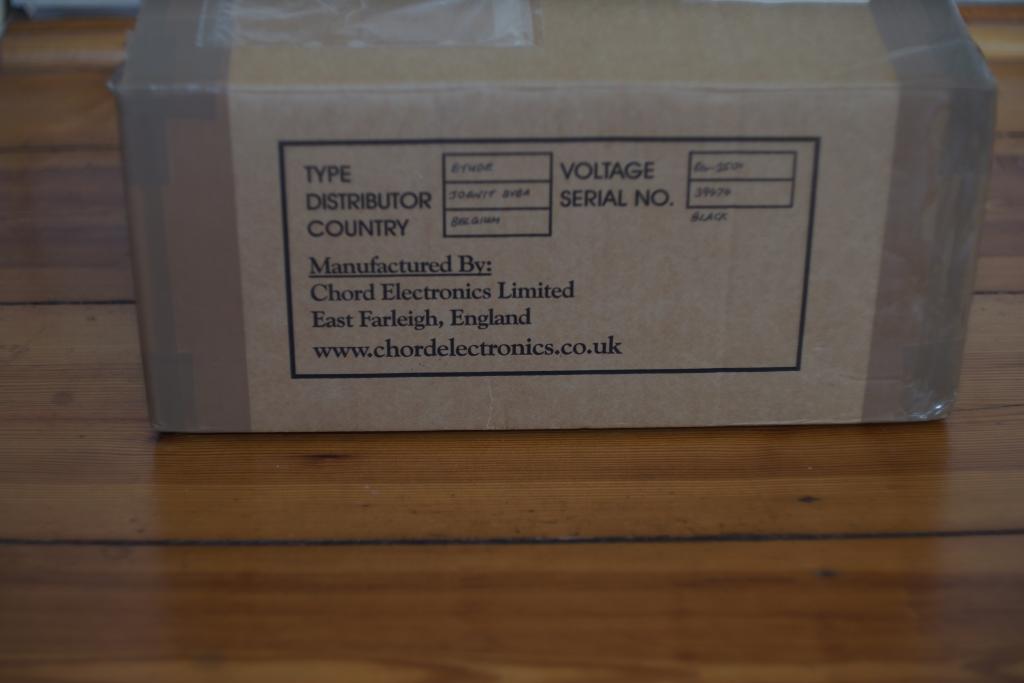 TYPE ETUDE VOLTAGE
DISTRIBUTOR SERIAL NO.
COUNTRY BELGIUM BLACK
Manufactured By:
Chord Electronics Limited
East Farleigh, England
www.chordelectronics.co.uk